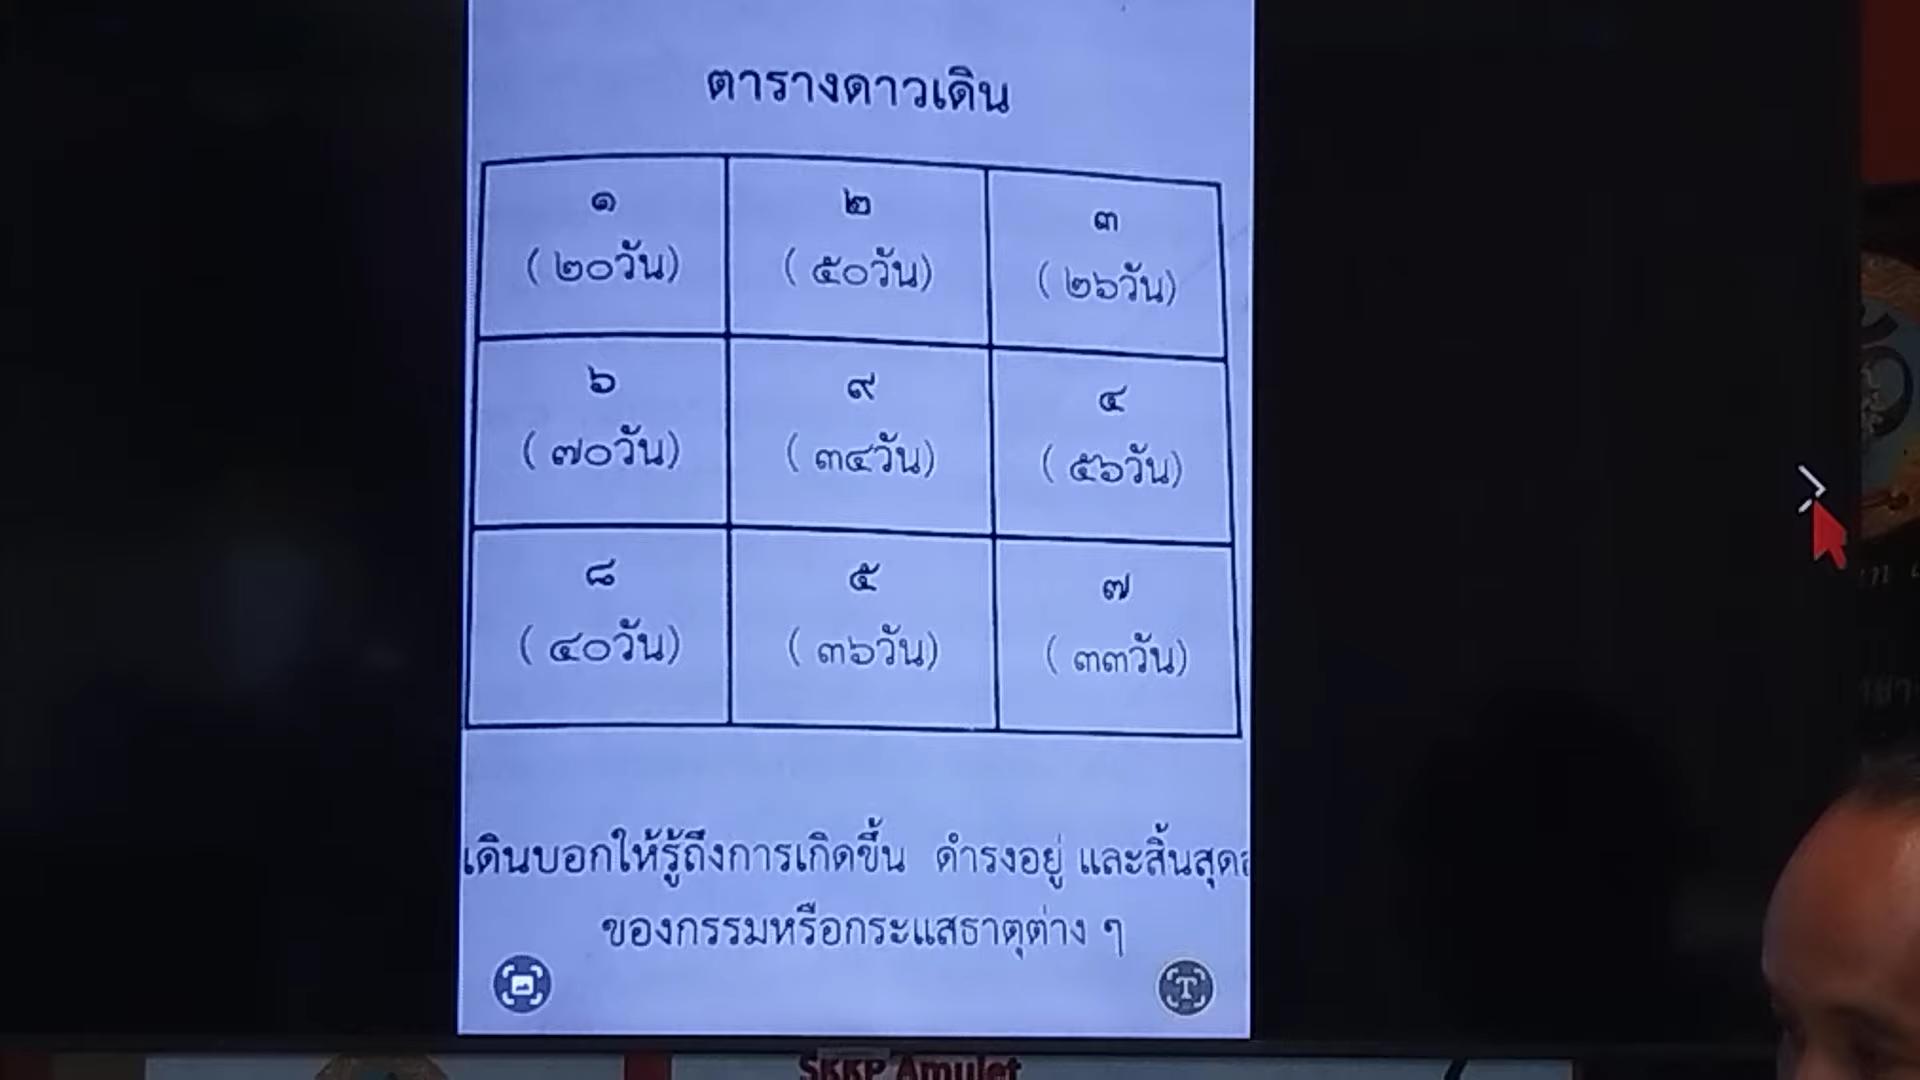 ตารางดาวเดิน
๑ ๒ ๓
(๒๐วัน) (๕๐วัน) (๒๖วัน)
๖ ๙ ๔
(๗๐วัน) (๓๔วัน) (๕๖วัน)
๘ ๕ ๗
(๔๐วัน) (๓๖วัน) (๓๓วัน)
เดินบอกให้รู้ถึงการเกิดขึ้น ดำรงอยู่ และสิ้นสุด
ของกรรมหรือกระแสธาตุต่าง ๆ
SKKP Amulet